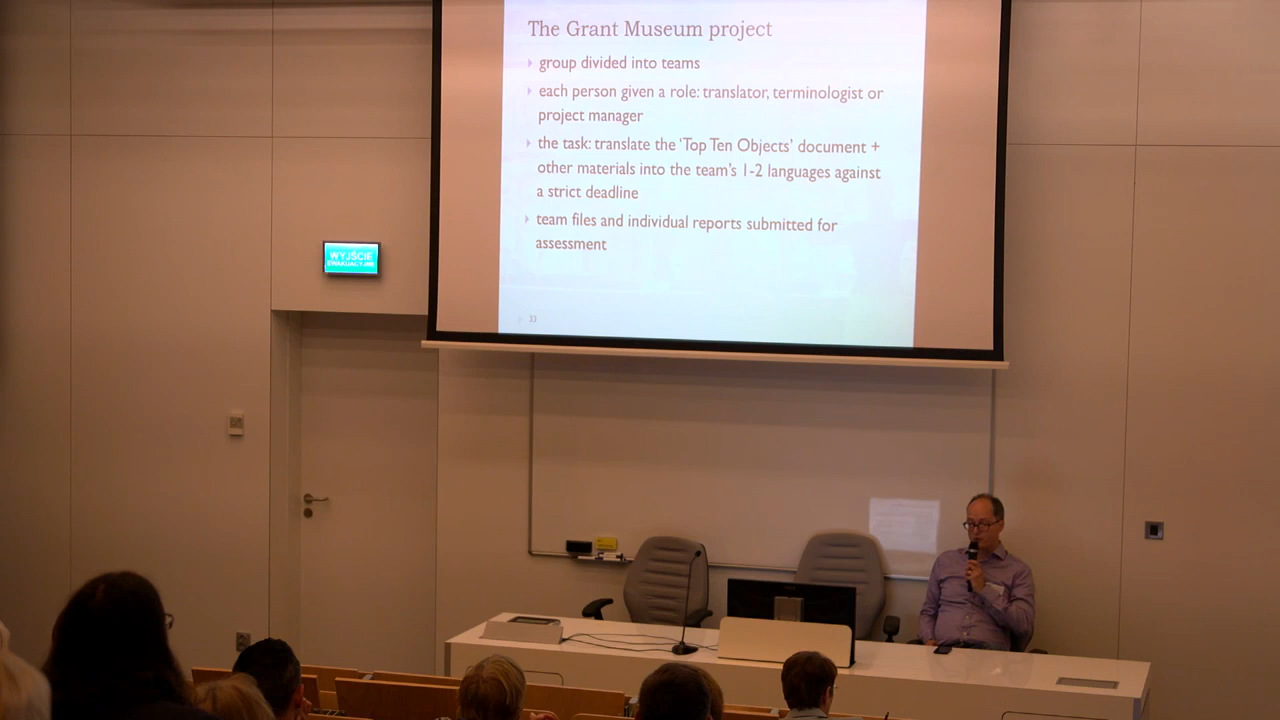 The Grant Museum project
group divided into teams
each person given a role: translator, terminologist or
project manager
the task: translate the ‘Top Ten Objects’ document +
other materials into the team’s 1-2 languages against
a strict deadline
team files and individual reports submitted for
assessment
33
WYJŚCIE
EWAKUACYJNE